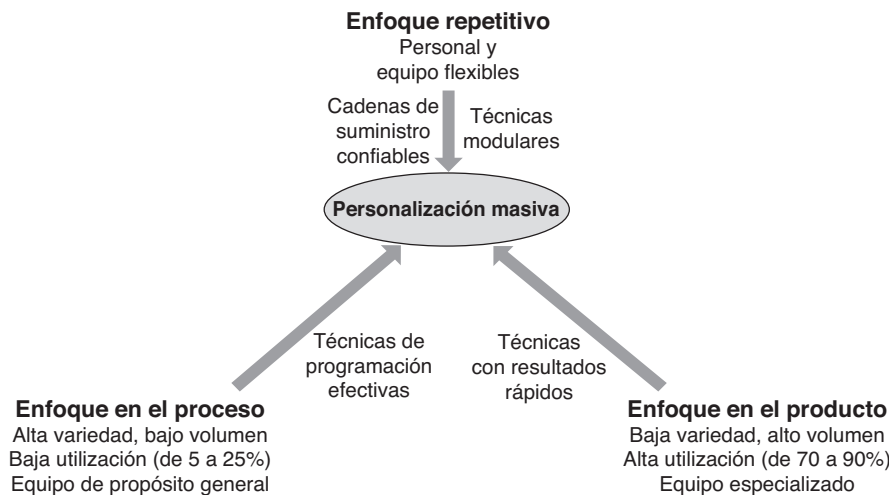 Enfoque repetitivo
Personal y
equipo flexibles
Cadenas de
suministro
confiables
Técnicas
modulares
Personalización masiva
Técnicas de
programación
efectivas
Técnicas
con resultados
rápidos
Enfoque en el proceso
Alta variedad, bajo volumen
Baja utilización (de 5 a 25%)
Equipo de propósito general
Enfoque en el producto
Baja variedad, alto volumen
Alta utilización (de 70 a 90%)
Equipo especializado